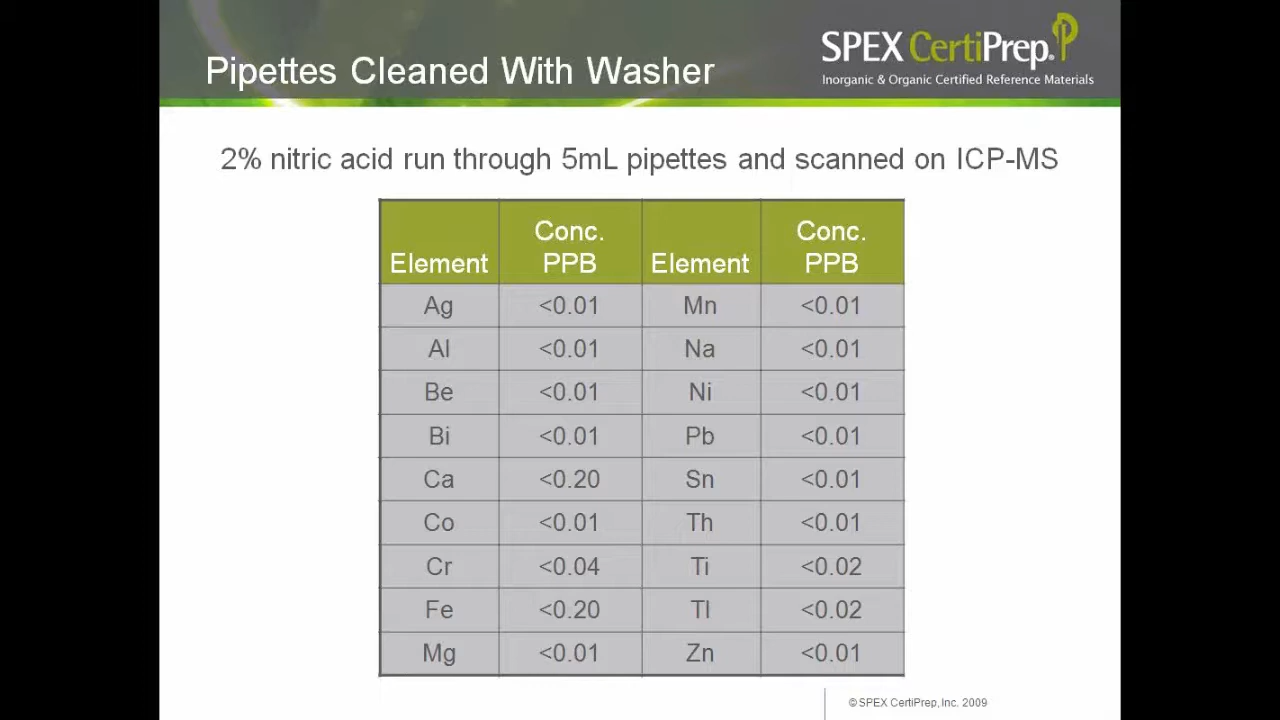 Pipettes Cleaned With Washer
SPEX CertiPrep.
Inorganic & Organic Certified Reference Materials
2% nitric acid run through 5mL pipettes and scanned on ICP-MS
Element Conc. PPB Element Conc. PPB
Ag <0.01 Mn <0.01
Al <0.01 Na <0.01
Be <0.01 Ni <0.01
Bi <0.01 Pb <0.01
Ca <0.20 Sn <0.01
Co <0.01 Th <0.01
Cr <0.04 Ti <0.02
Fe <0.20 Tl <0.02
Mg <0.01 Zn <0.01
© SPEX CertiPrep, Inc. 2009